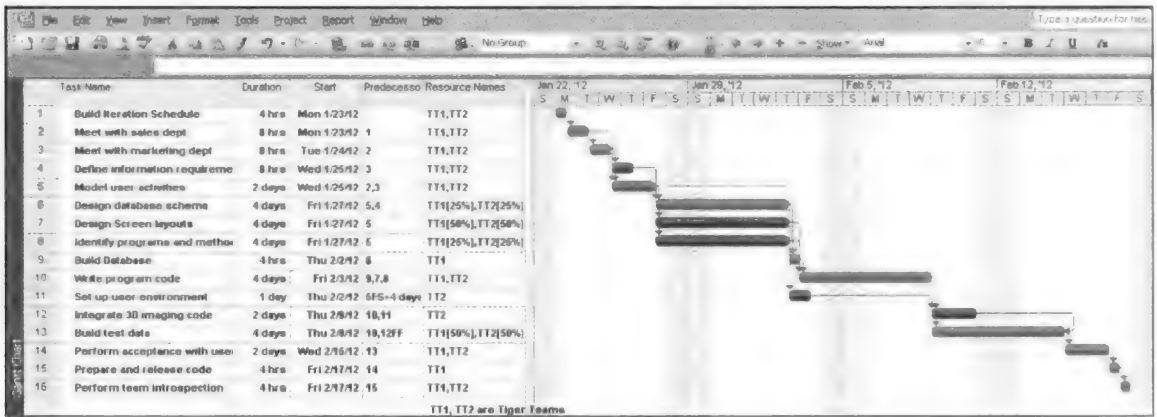 File Edit View Insert Format Tools Project Report Window Help Type a question for help
No Group Show Arial B I U
Task Name Duration Start Predecesso Resource Names Jan 22, '12 Jan 29, '12 Feb 5, '12 Feb 12, '12
S M T W T F S S M T W T F S S M T W T F S S M T W T F S
1 Build Iteration Schedule 4 hrs Mon 1/23/12 TT1,TT2
2 Meet with sales dept 8 hrs Mon 1/23/12 1 TT1,TT2
3 Meet with marketing dept 8 hrs Tue 1/24/12 2 TT1,TT2
4 Define information requireme 8 hrs Wed 1/25/12 3 TT1,TT2
5 Model user activities 2 days Wed 1/25/12 2,3 TT1,TT2
6 Design database schema 4 days Fri 1/27/12 5,4 TT1[25%],TT2[25%]
7 Design Screen layouts 4 days Fri 1/27/12 5 TT1[50%],TT2[50%]
8 Identify programs and method 4 days Fri 1/27/12 5 TT1[25%],TT2[25%]
9 Build Database 4 hrs Thu 2/2/12 6 TT1
10 Write program code 4 days Fri 2/3/12 9,7,8 TT1,TT2
11 Set up user environment 1 day Thu 2/2/12 5FS+4 days TT2
12 Integrate 3D imaging code 2 days Thu 2/9/12 10,11 TT2
13 Build test data 4 days Thu 2/9/12 10,12FF TT1[50%],TT2[50%]
14 Perform acceptance with user 2 days Wed 2/15/12 13 TT1,TT2
15 Prepare and release code 4 hrs Fri 2/17/12 14 TT1
16 Perform team introspection 4 hrs Fri 2/17/12 15 TT1,TT2
TT1, TT2 are Tiger Teams
Gantt Chart